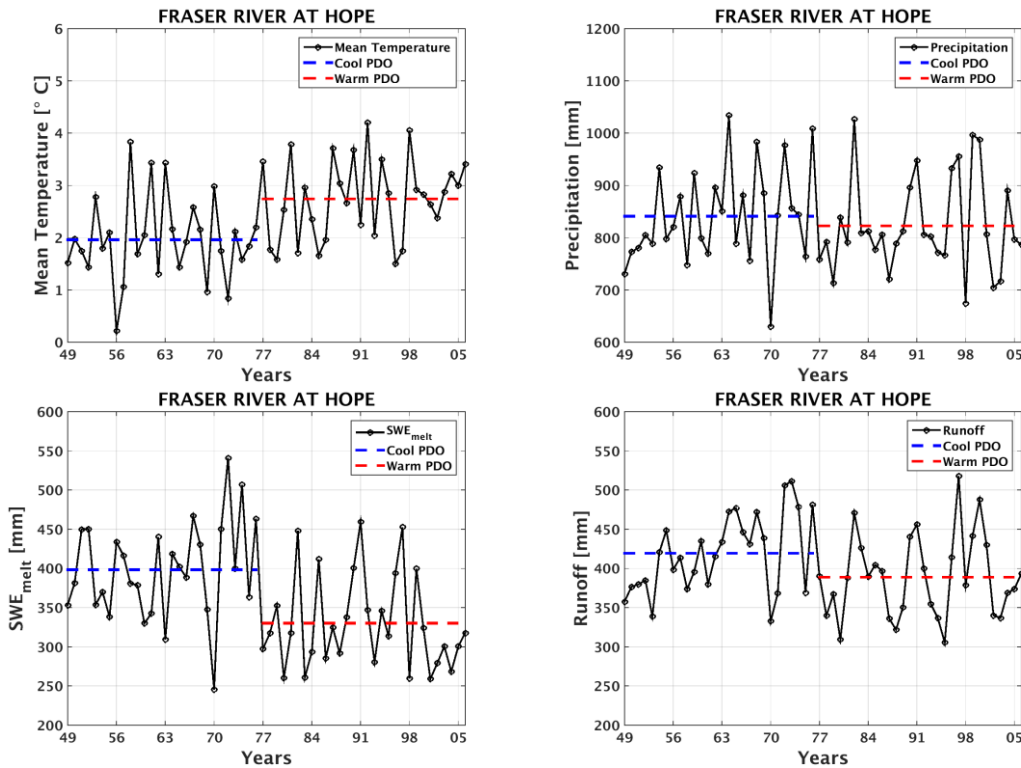 FRASER RIVER AT HOPE
Mean Temperature [° C]
6
5
4
3
2
1
0
Mean Temperature
Cool PDO
Warm PDO
49 56 63 70 77 84 91 98 05
Years
FRASER RIVER AT HOPE
Precipitation [mm]
1200
1100
1000
900
800
700
600
Precipitation
Cool PDO
Warm PDO
49 56 63 70 77 84 91 98 05
Years
FRASER RIVER AT HOPE
SWEmelt [mm]
600
550
500
450
400
350
300
250
200
SWEmelt
Cool PDO
Warm PDO
49 56 63 70 77 84 91 98 05
Years
FRASER RIVER AT HOPE
Runoff [mm]
600
550
500
450
400
350
300
250
200
Runoff
Cool PDO
Warm PDO
49 56 63 70 77 84 91 98 05
Years